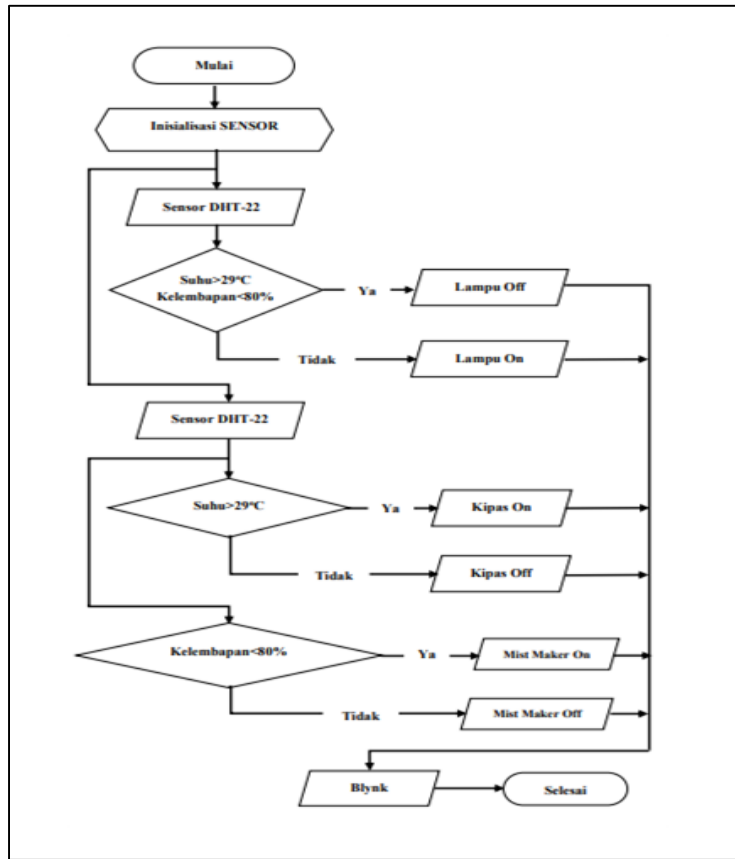 Mulai
Inisialisasi SENSOR
Sensor DHT-22
Suhu>29°C
Kelembapan<80%
Ya
Lampu Off
Tidak
Lampu On
Sensor DHT-22
Suhu>29°C
Ya
Kipas On
Tidak
Kipas Off
Kelembapan<80%
Ya
Mist Maker On
Tidak
Mist Maker Off
Blynk
Selesai